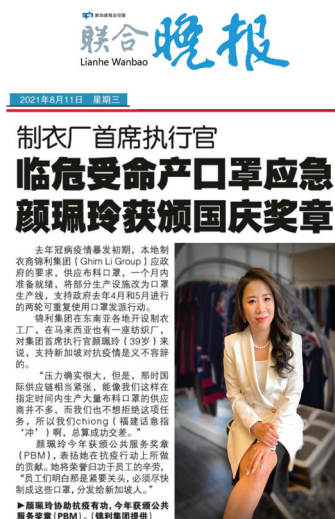 sph 新加坡报业控股
联合晚报
Lianhe Wanbao
2021年8月11日 星期三
制衣厂首席执行官
临危受命产口罩应急
颜珮玲获颁国庆奖章
去年冠病疫情暴发初期，本地制
衣商锦利集团（Ghim Li Group）应政
府的要求，供应布料口罩，一个月内
准备就绪，将部分生产设施改为口罩
生产线，支持政府去年4月和5月进行
的两轮可重复使用口罩发派行动。
锦利集团在东南亚各地开设制衣
工厂，在马来西亚也有一座纺织厂，
对集团首席执行官颜珮玲（39岁）来
说，支持新加坡对抗疫情是义不容辞
的。
“压力确实很大，但是，那时国
际供应链相当紧张，能像我们这样在
指定时间内生产大量布料口罩的供应
商并不多，而我们也不想拒绝这项任
务，所以我们chiong（福建话意指
‘冲’）啊，总算成功交差。”
颜珮玲今年获颁公共服务奖章
（PBM），表扬她在抗疫行动上所做
的贡献。她将荣誉归功于员工的辛劳，
“员工们明白那是紧要关头，必须尽快
制成这些口罩，分发给新加坡人。”
▶颜珮玲协助抗疫有功，今年获颁公共
服务奖章（PBM）。（锦利集团提供）